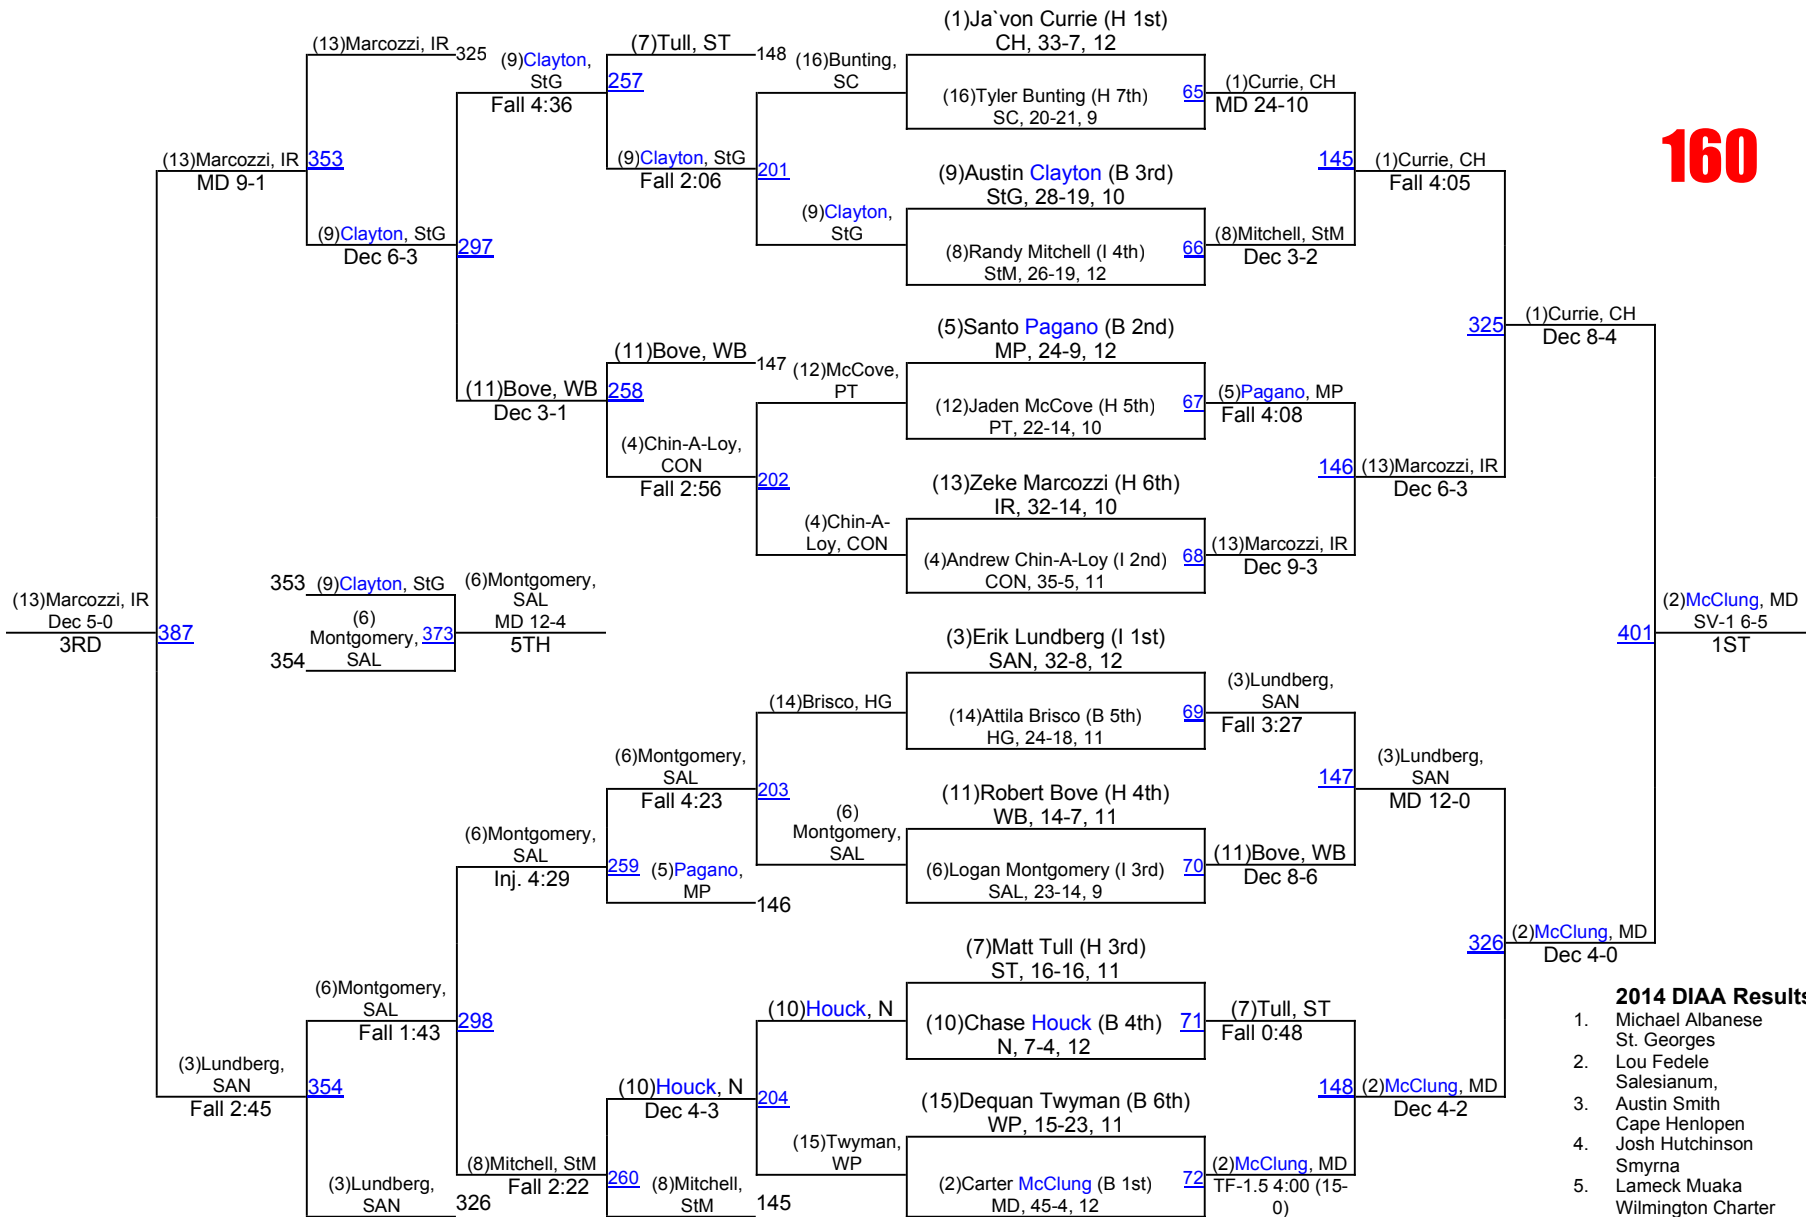 160
(1)Ja`von Currie (H 1st)
CH, 33-7, 12
(16)Tyler Bunting (H 7th)
SC, 20-21, 9
65
(9)Austin Clayton (B 3rd)
StG, 28-19, 10
(8)Randy Mitchell (I 4th)
StM, 26-19, 12
66
(5)Santo Pagano (B 2nd)
MP, 24-9, 12
(12)Jaden McCove (H 5th)
PT, 22-14, 10
67
(13)Zeke Marcozzi (H 6th)
IR, 32-14, 10
(4)Andrew Chin-A-Loy (I 2nd)
CON, 35-5, 11
68
(3)Erik Lundberg (I 1st)
SAN, 32-8, 12
(14)Attila Brisco (B 5th)
HG, 24-18, 11
69
(11)Robert Bove (H 4th)
WB, 14-7, 11
(6)Logan Montgomery (I 3rd)
SAL, 23-14, 9
70
(7)Matt Tull (H 3rd)
ST, 16-16, 11
(10)Chase Houck (B 4th)
N, 7-4, 12
71
(15)Dequan Twyman (B 6th)
WP, 15-23, 11
(2)Carter McClung (B 1st)
MD, 45-4, 12
72
(1)Currie, CH
MD 24-10
145
(8)Mitchell, StM
Dec 3-2
(5)Pagano, MP
Fall 4:08
146
(13)Marcozzi, IR
Dec 9-3
(3)Lundberg,
SAN
Fall 3:27
147
(11)Bove, WB
Dec 8-6
(7)Tull, ST
Fall 0:48
148
(2)McClung, MD
TF-1.5 4:00 (15-
0)
(1)Currie, CH
Fall 4:05
325
(13)Marcozzi, IR
Dec 6-3
(3)Lundberg,
SAN
MD 12-0
326
(2)McClung, MD
Dec 4-2
(1)Currie, CH
Dec 8-4
401
(2)McClung, MD
Dec 4-0
(2)McClung, MD
SV-1 6-5
1ST
(16)Bunting,
SC
201
(9)Clayton,
StG
(12)McCove,
PT
202
(4)Chin-A-
Loy, CON
(14)Brisco, HG
203
(6)
Montgomery,
SAL
(10)Houck, N
204
(15)Twyman,
WP
(7)Tull, ST
148
257
(9)Clayton, StG
Fall 2:06
(11)Bove, WB
147
258
(4)Chin-A-Loy,
CON
Fall 2:56
(6)Montgomery,
SAL
Fall 4:23
259
(5)Pagano,
MP
146
(10)Houck, N
Dec 4-3
260
(8)Mitchell,
StM
145
(9)Clayton,
StG
Fall 4:36
297
(11)Bove, WB
Dec 3-1
(6)Montgomery,
SAL
Inj. 4:29
298
(8)Mitchell, StM
Fall 2:22
(13)Marcozzi, IR
325
353
(9)Clayton, StG
Dec 6-3
(6)Montgomery,
SAL
Fall 1:43
354
(3)Lundberg,
SAN
326
(13)Marcozzi, IR
MD 9-1
387
(3)Lundberg,
SAN
Fall 2:45
(13)Marcozzi, IR
Dec 5-0
3RD
353
(9)Clayton, StG
354
(6)
Montgomery,
SAL
373
(6)Montgomery,
SAL
MD 12-4
5TH
2014 DIAA Results
1. Michael Albanese
St. Georges
2. Lou Fedele
Salesianum,
3. Austin Smith
Cape Henlopen
4. Josh Hutchinson
Smyrna
5. Lameck Muaka
Wilmington Charter